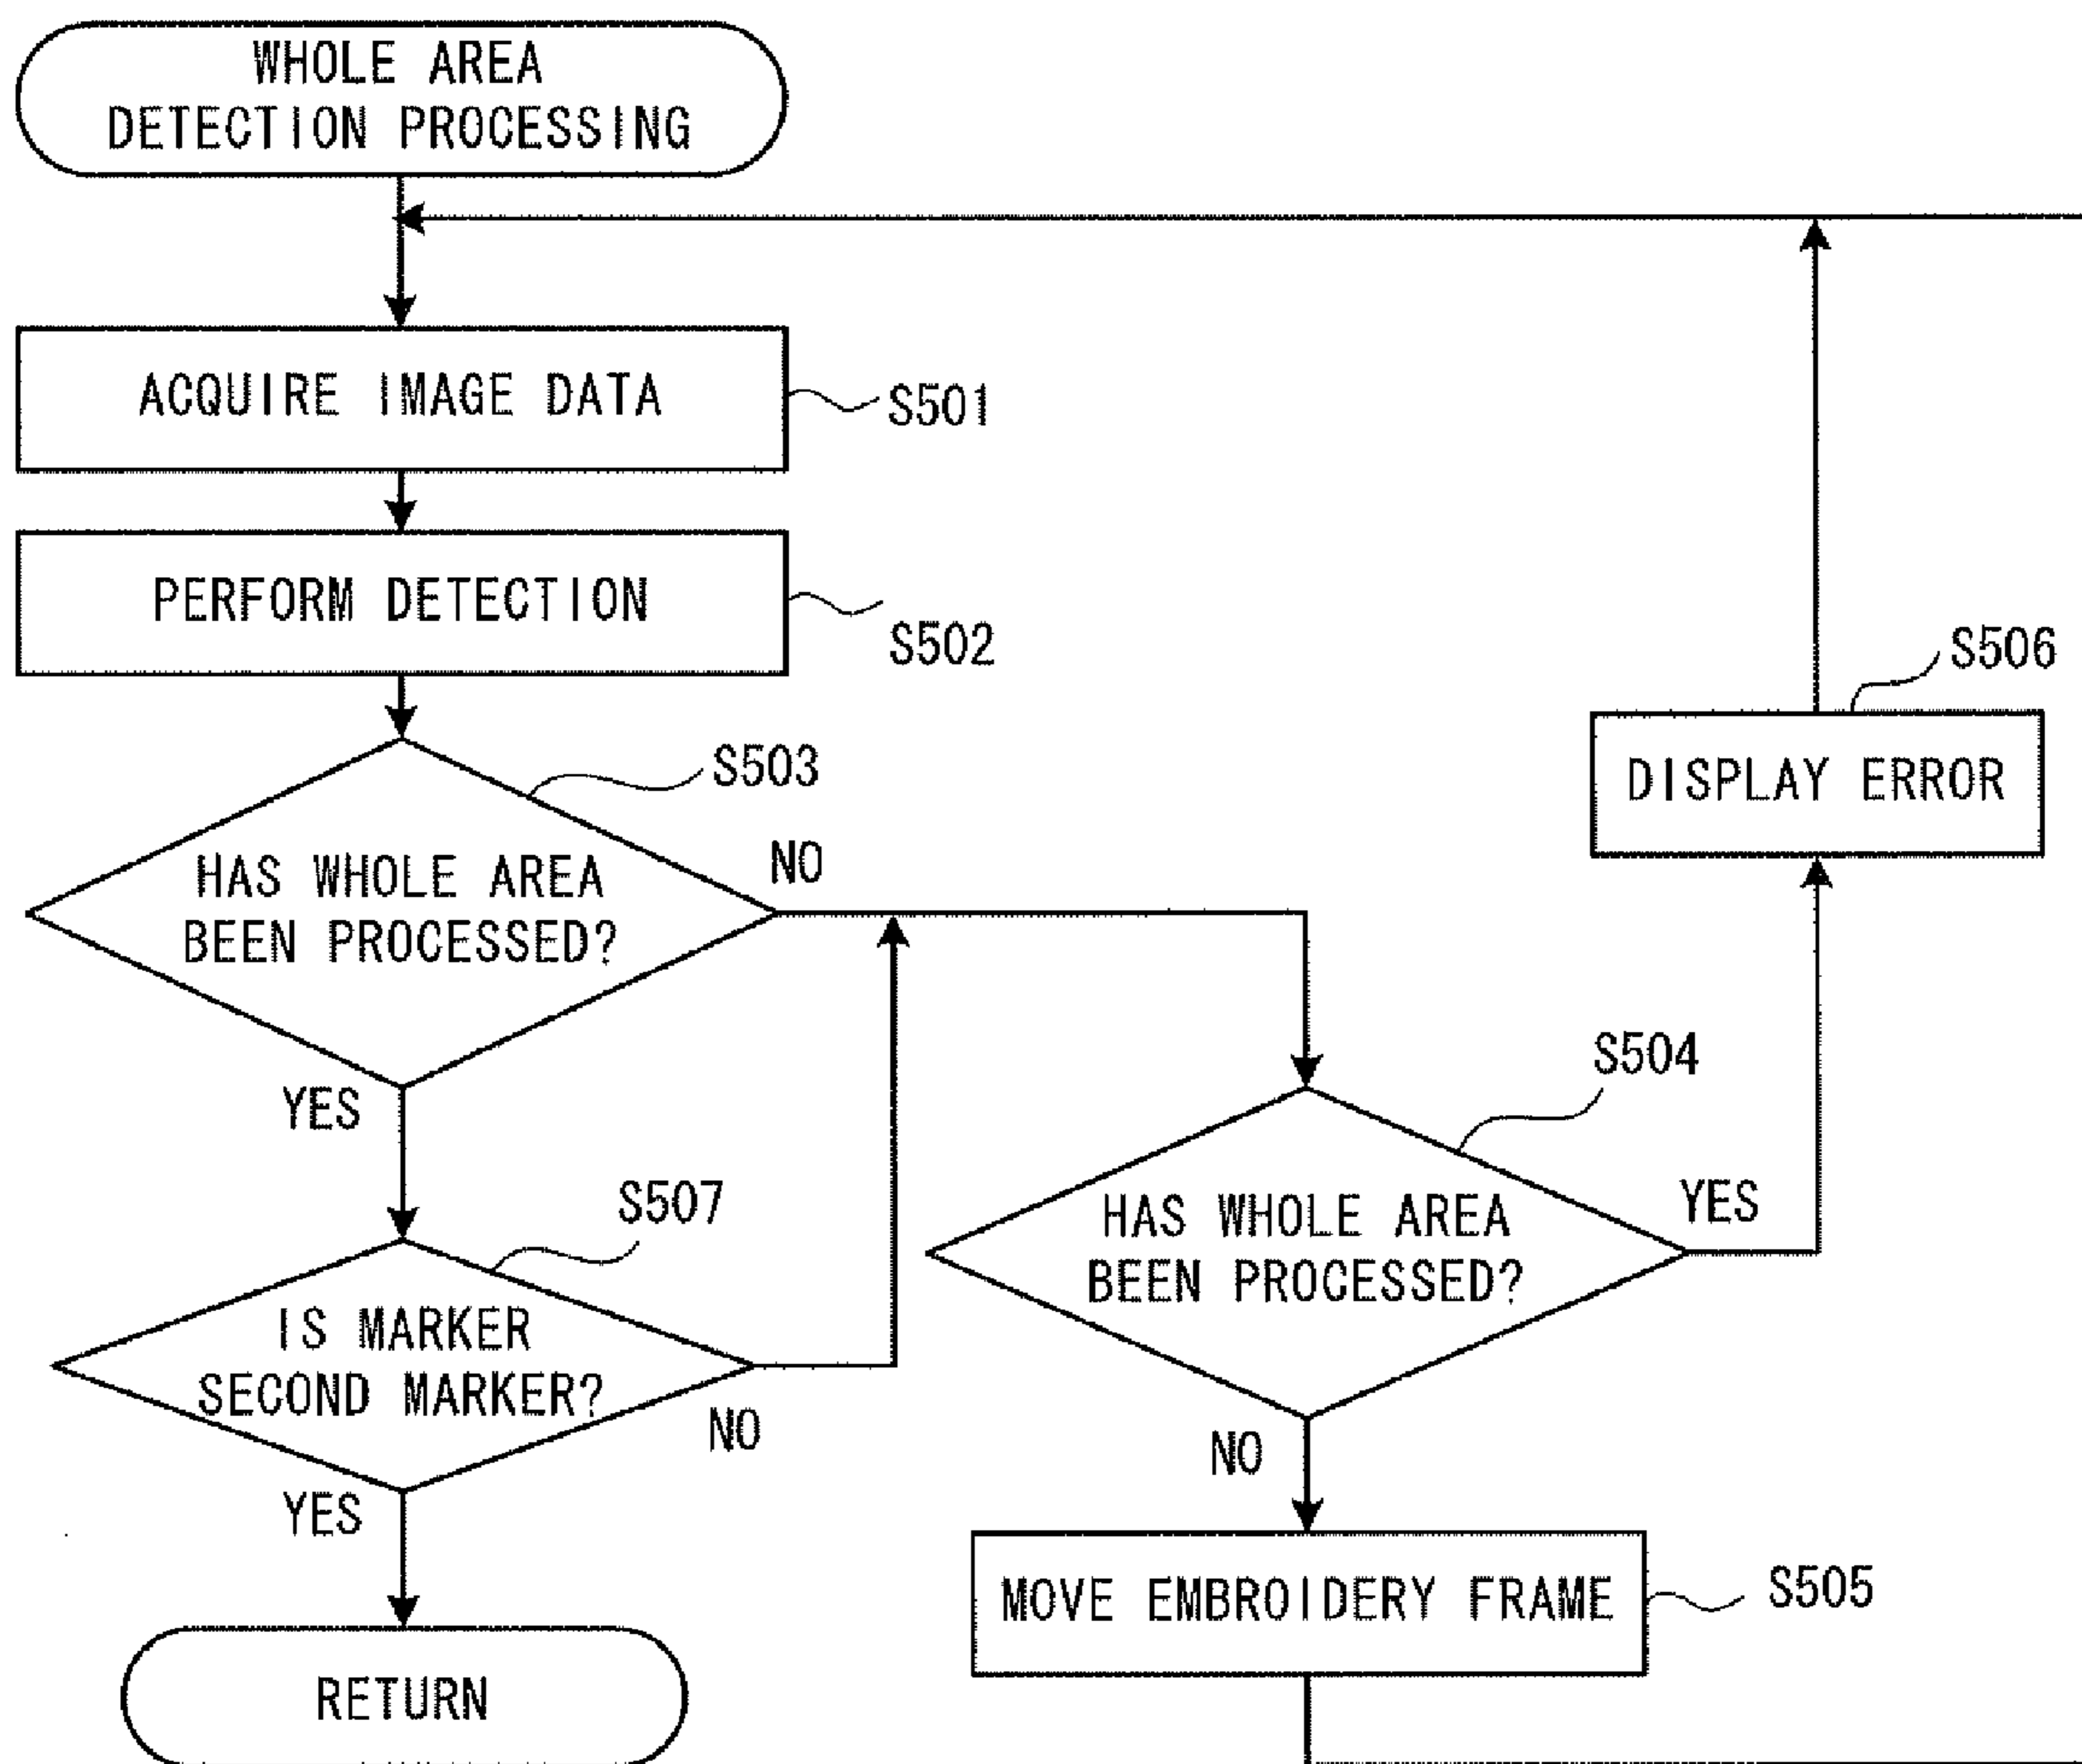 WHOLE AREA
DETECTION PROCESSING
ACQUIRE IMAGE DATA
S501
PERFORM DETECTION
S502
S506
DISPLAY ERROR
S503
HAS WHOLE AREA
BEEN PROCESSED?
NO
YES
S504
HAS WHOLE AREA
BEEN PROCESSED?
YES
NO
S507
IS MARKER
SECOND MARKER?
NO
YES
MOVE EMBROIDERY FRAME
S505
RETURN